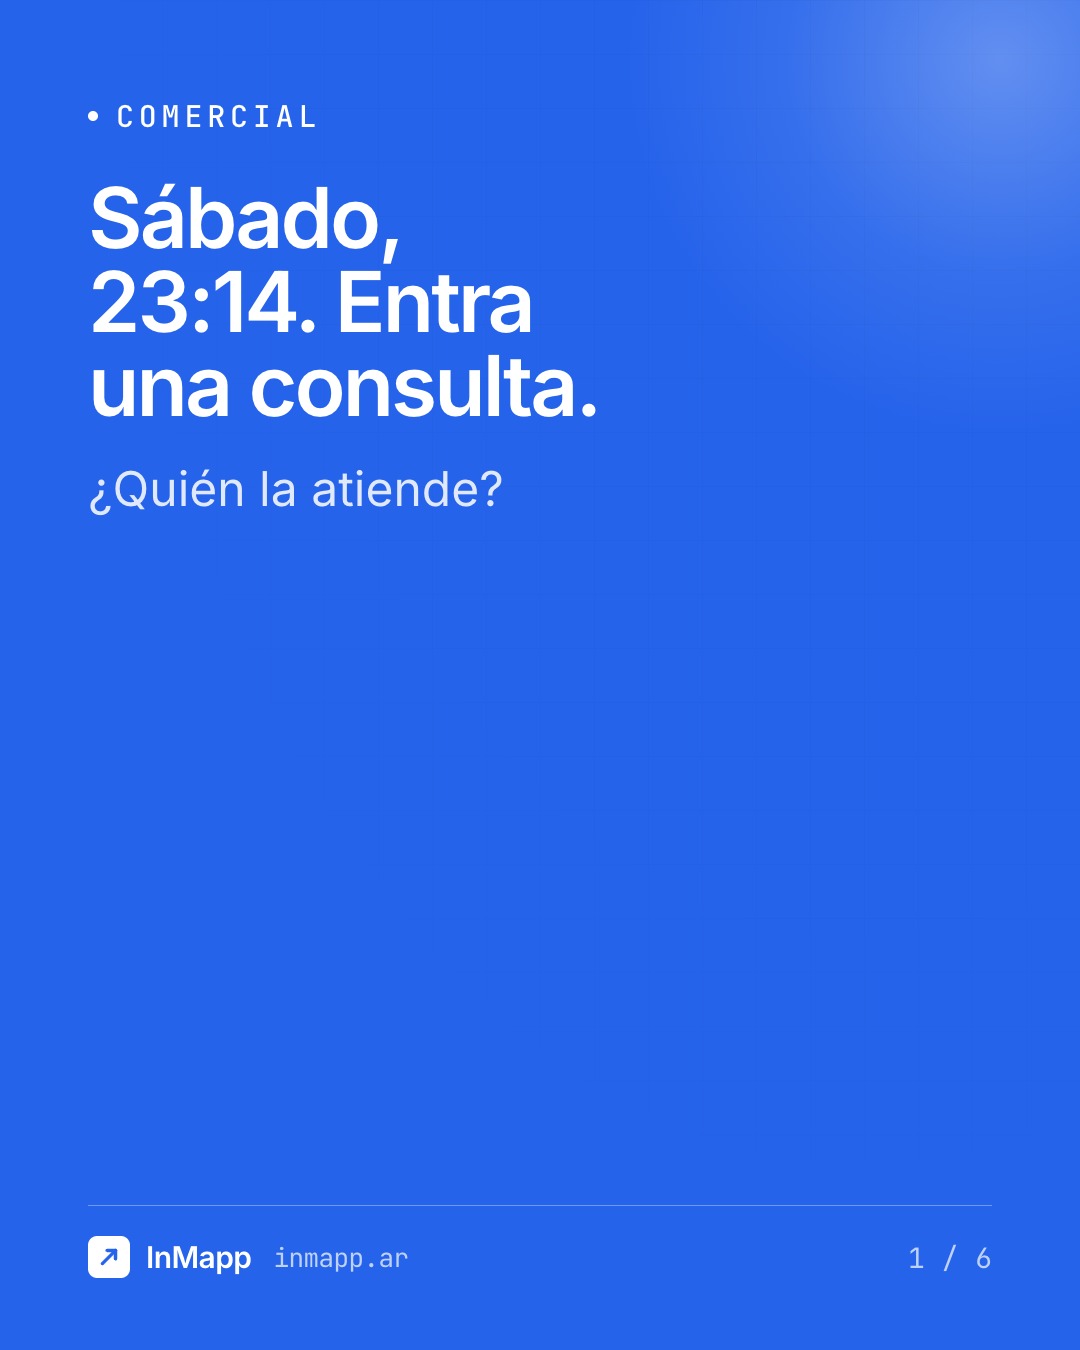 • COMERCIAL
Sábado,
23:14. Entra
una consulta.
¿Quién la atiende?
InMapp inmapp.ar 1 / 6